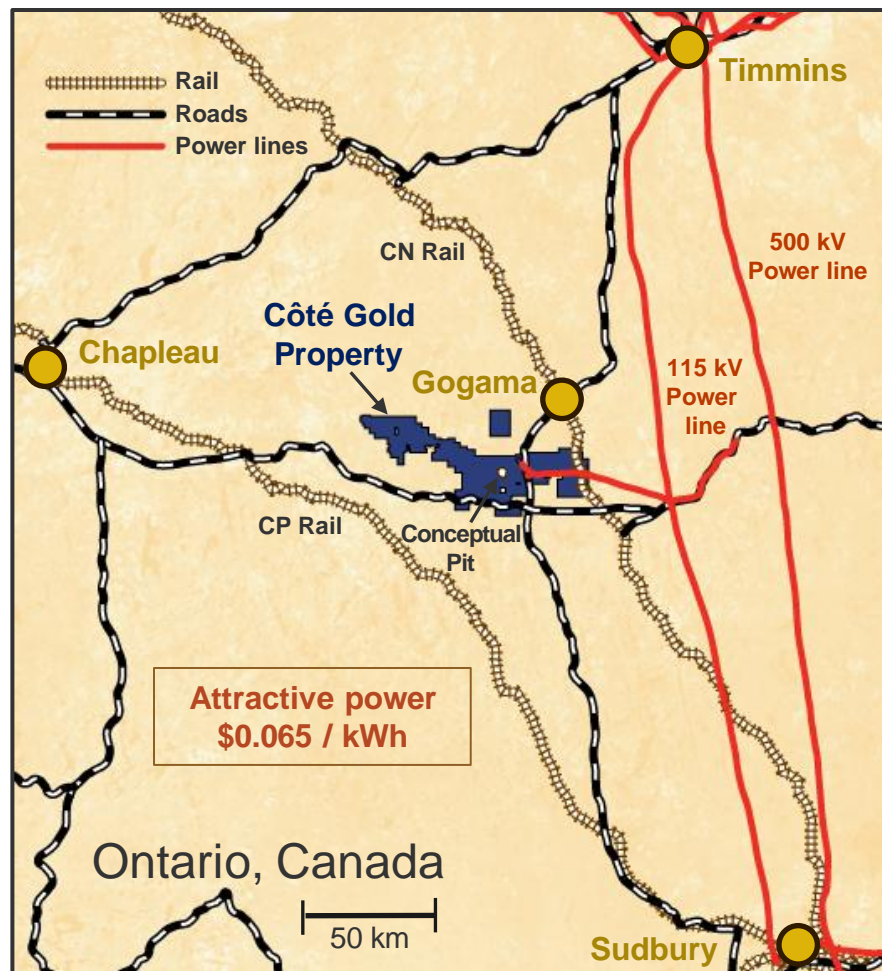 Timmins
Rail
Roads
Power lines
CN Rail
500 kV
Power line
Côté Gold
Property
Chapleau
Gogama
115 kV
Power
line
CP Rail
Conceptual
Pit
Attractive power
$0.065 / kWh
Ontario, Canada
50 km
Sudbury